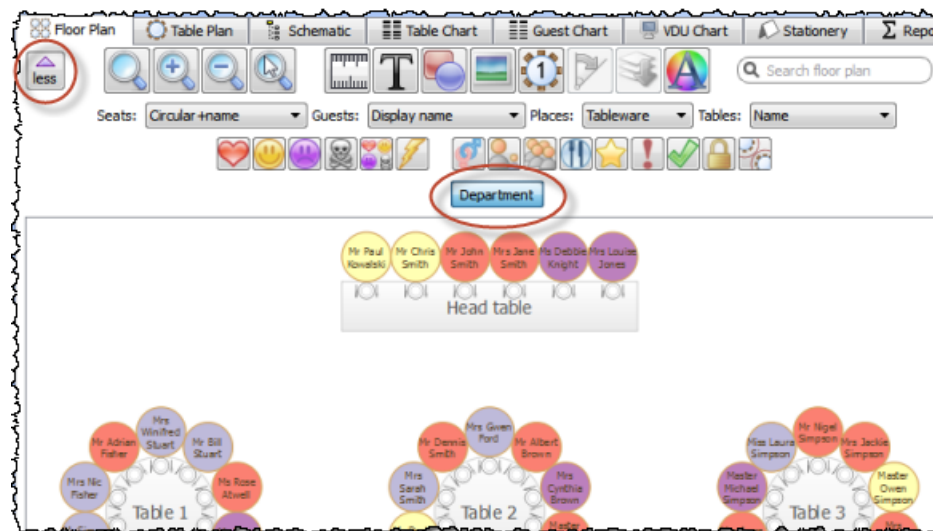 Floor Plan
Table Plan
Schematic
Table Chart
Guest Chart
VDU Chart
Stationery
Σ Repo
less
T
1
A
Search floor plan
Seats: Circular +name
Guests: Display name
Places: Tableware
Tables: Name
Department
Mr Paul
Kowalski
Mr Chris
Smith
Mr John
Smith
Mrs Jane
Smith
Ms Debbie
Knight
Mrs Louise
Jones
Head table
Mrs Nic
Fisher
Mr Adrian
Fisher
Mrs
Winifred
Stuart
Mr Bill
Stuart
Ms Rose
Atwell
Table 1
Mrs
Sarah
Smith
Mr Dennis
Smith
Mrs Gwen
Ford
Mr Albert
Brown
Mrs
Cynthia
Brown
Master
Table 2
Master
Michael
Simpson
Miss Laura
Simpson
Mr Nigel
Simpson
Mrs Jackie
Simpson
Master
Owen
Simpson
Mrs
Table 3